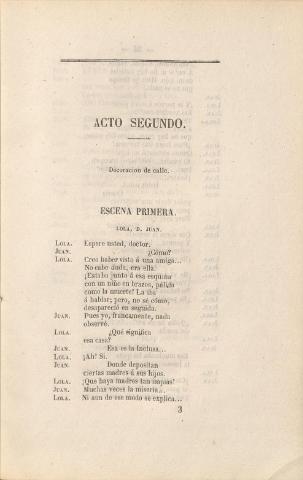 ACTO SEGUNDO.
Decoracion de calle.
ESCENA PRIMERA.
LOLA, D. JUAN.
LOLA. Espere usted, doctor.
JUAN. ¿Cómo?
LOLA. Creo haber visto á una amiga...
No cabe duda; era ella.
¡Estaba junto á esa esquina
con un niño en brazos, pálida
como la muerte! La iba
á hablar; pero, no sé cómo,
desapareció en seguida.
JUAN. Pues yo, francamente, nada
observé.
LOLA. ¿Qué significa
esa casa?
JUAN. Esa es la Inclusa...
LOLA. ¡Ah! Si.
JUAN. Donde depositan
ciertas madres á sus hijos.
LOLA. ¡Que haya madres tan impías!
JUAN. Muchas veces la miseria...
LOLA. Ni aun de ese modo se explica...
3